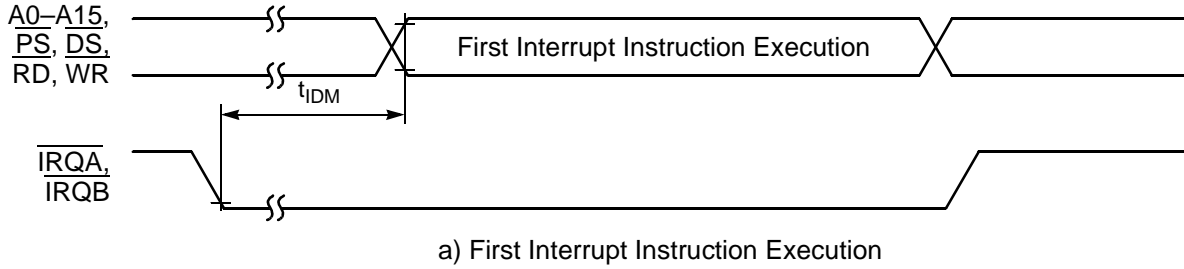 A0–A15,
PS, DS,
RD, WR
First Interrupt Instruction Execution
tIDM
IRQA,
IRQB
a) First Interrupt Instruction Execution